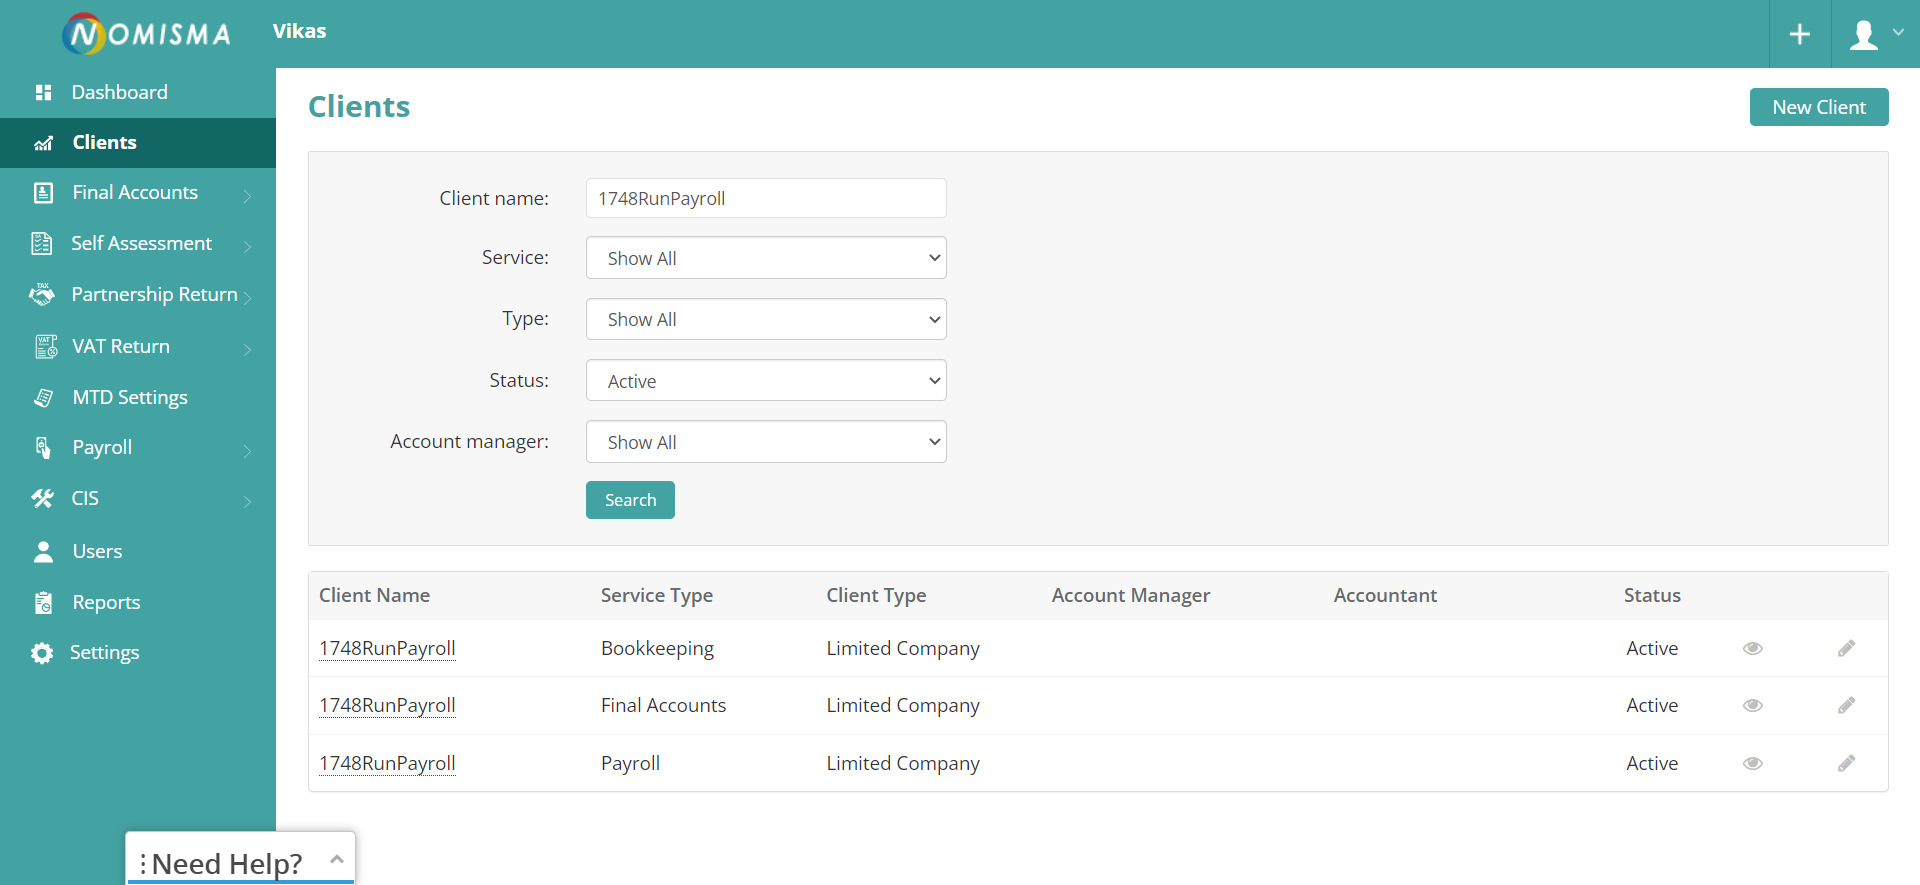 NOMISMA
Vikas
Dashboard
Clients
Final Accounts
Self Assessment
Partnership Return
VAT Return
MTD Settings
Payroll
CIS
Users
Reports
Settings
Clients
New Client
Client name: 1748RunPayroll
Service: Show All
Type: Show All
Status: Active
Account manager: Show All
Search
Client Name Service Type Client Type Account Manager Accountant Status
1748RunPayroll Bookkeeping Limited Company Active
1748RunPayroll Final Accounts Limited Company Active
1748RunPayroll Payroll Limited Company Active
Need Help?